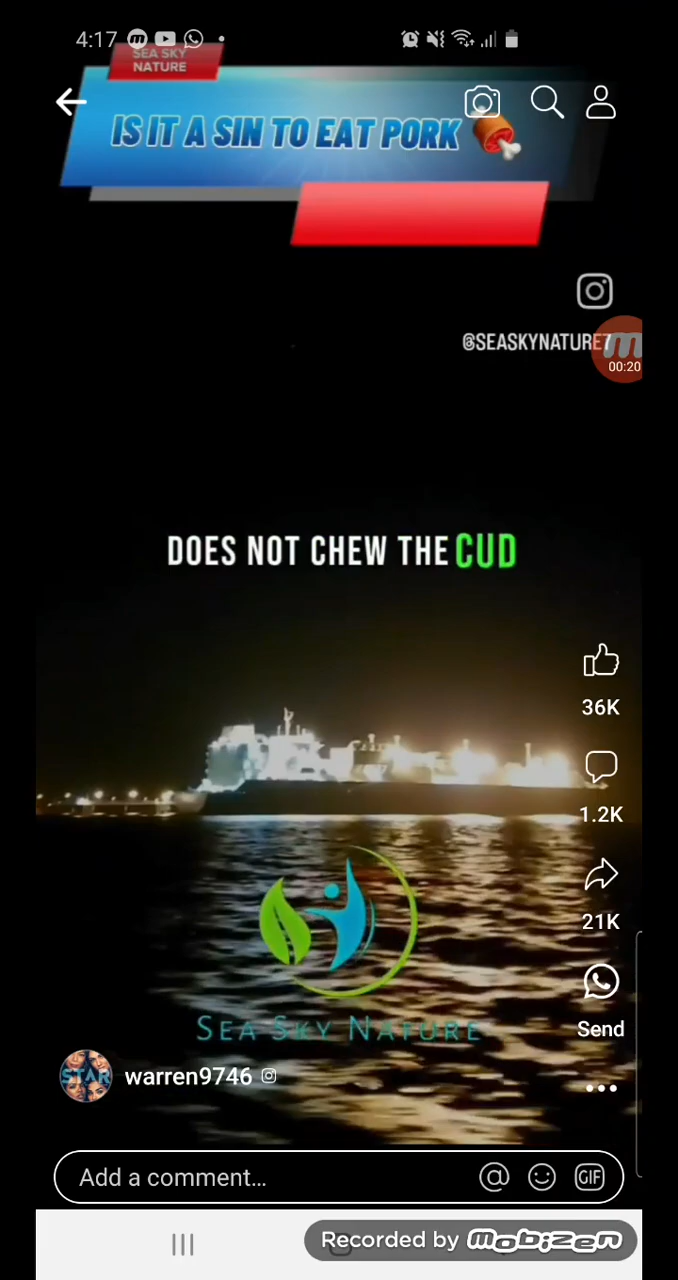 4:17
SEA SKY
NATURE
IS IT A SIN TO EAT PORK
@SEASKYNATURE7
00:20
DOES NOT CHEW THE CUD
36K
1.2K
21K
SEA SKY NATURE
Send
STAR
warren9746
Add a comment...
GIF
Recorded by mobizen